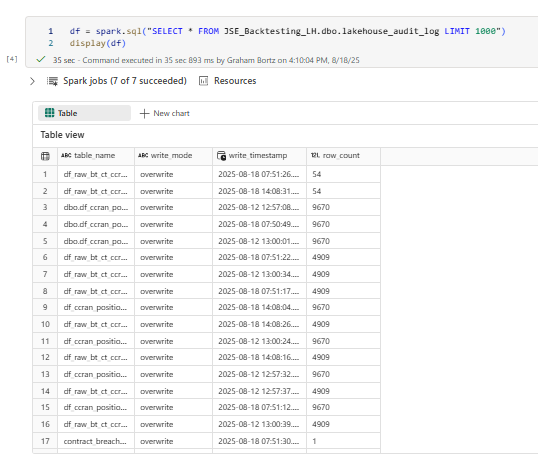 1 df = spark.sql("SELECT * FROM JSE_Backtesting_LH.dbo.lakehouse_audit_log LIMIT 1000")
2 display(df)
[4]
35 sec - Command executed in 35 sec 893 ms by Graham Bortz on 4:10:04 PM, 8/18/25
Spark jobs (7 of 7 succeeded) Resources
Table + New chart
Table view
ABC table_name ABC write_mode write_timestamp 12L row_count
1 df_raw_bt_ct_ccr... overwrite 2025-08-18 07:51:26.... 54
2 df_raw_bt_ct_ccr... overwrite 2025-08-18 14:08:31.... 54
3 dbo.df_ccran_po... overwrite 2025-08-12 12:57:08.... 9670
4 dbo.df_ccran_po... overwrite 2025-08-18 07:50:49.... 9670
5 dbo.df_ccran_po... overwrite 2025-08-12 13:00:01.... 9670
6 df_raw_bt_ct_ccr... overwrite 2025-08-18 07:51:22.... 4909
7 df_raw_bt_ct_ccr... overwrite 2025-08-12 13:00:34.... 4909
8 df_raw_bt_ct_ccr... overwrite 2025-08-18 07:51:17.... 4909
9 df_ccran_positio... overwrite 2025-08-18 14:08:04.... 9670
10 df_raw_bt_ct_ccr... overwrite 2025-08-18 14:08:26.... 4909
11 df_ccran_positio... overwrite 2025-08-12 13:00:24.... 9670
12 df_raw_bt_ct_ccr... overwrite 2025-08-18 14:08:16.... 4909
13 df_ccran_positio... overwrite 2025-08-12 12:57:32.... 9670
14 df_raw_bt_ct_ccr... overwrite 2025-08-12 12:57:37.... 4909
15 df_ccran_positio... overwrite 2025-08-18 07:51:12.... 9670
16 df_raw_bt_ct_ccr... overwrite 2025-08-12 13:00:39.... 4909
17 contract_breach... overwrite 2025-08-18 07:51:30.... 1